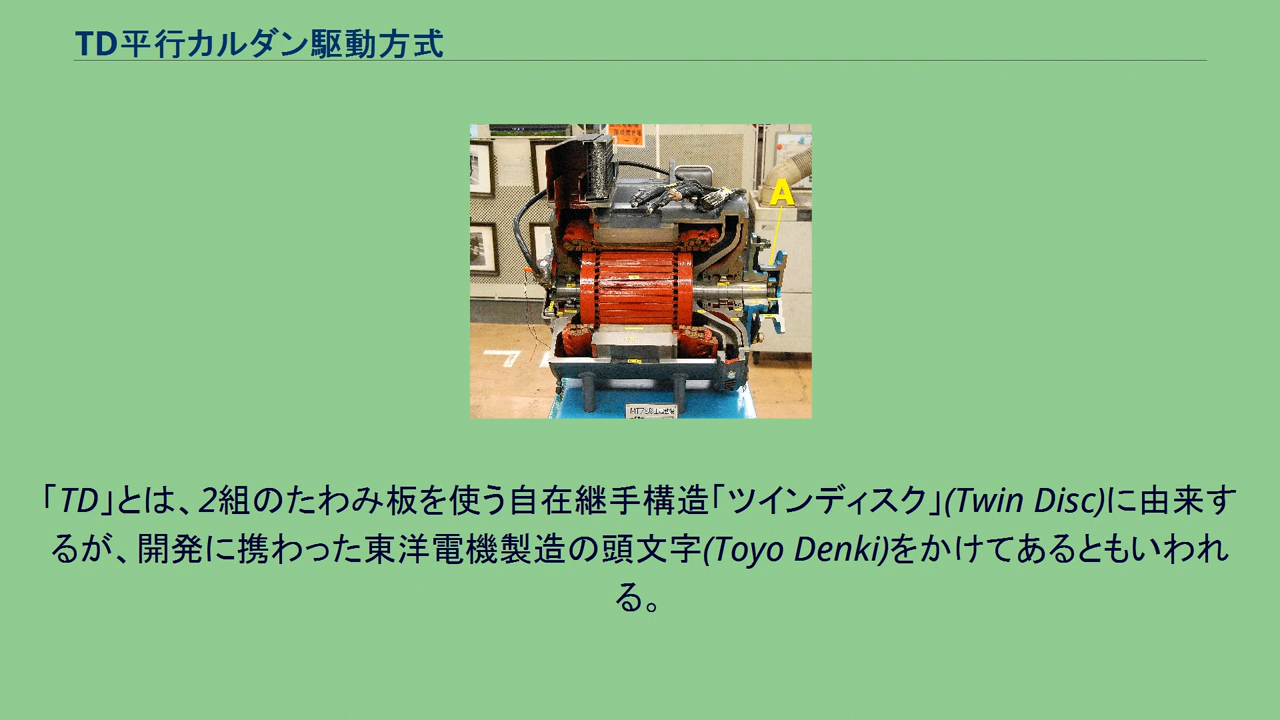 TD平行カルダン駆動方式
A
「TD」とは、2組のたわみ板を使う自在継手構造「ツインディスク」(Twin Disc)に由来す
るが、開発に携わった東洋電機製造の頭文字(Toyo Denki)をかけてあるともいわれ
る。